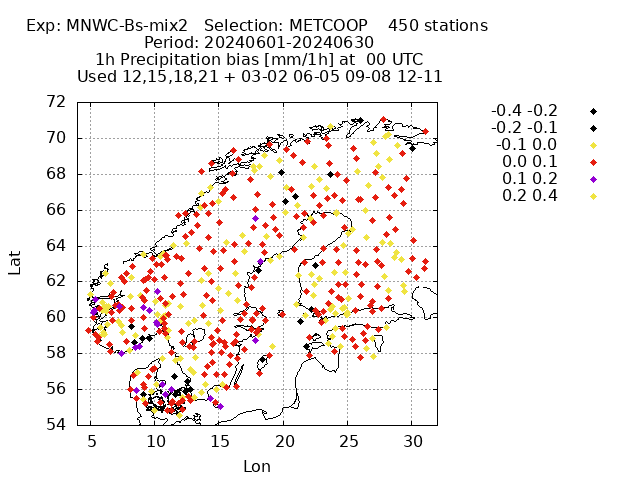 Exp: MNWC-Bs-mix2 Selection: METCOOP 450 stations
Period: 20240601-20240630
1h Precipitation bias [mm/1h] at 00 UTC
Used 12,15,18,21 + 03-02 06-05 09-08 12-11
-0.4 -0.2
-0.2 -0.1
-0.1 0.0
0.0 0.1
0.1 0.2
0.2 0.4
72
70
68
66
64
62
60
58
56
54
Lat
5 10 15 20 25 30
Lon